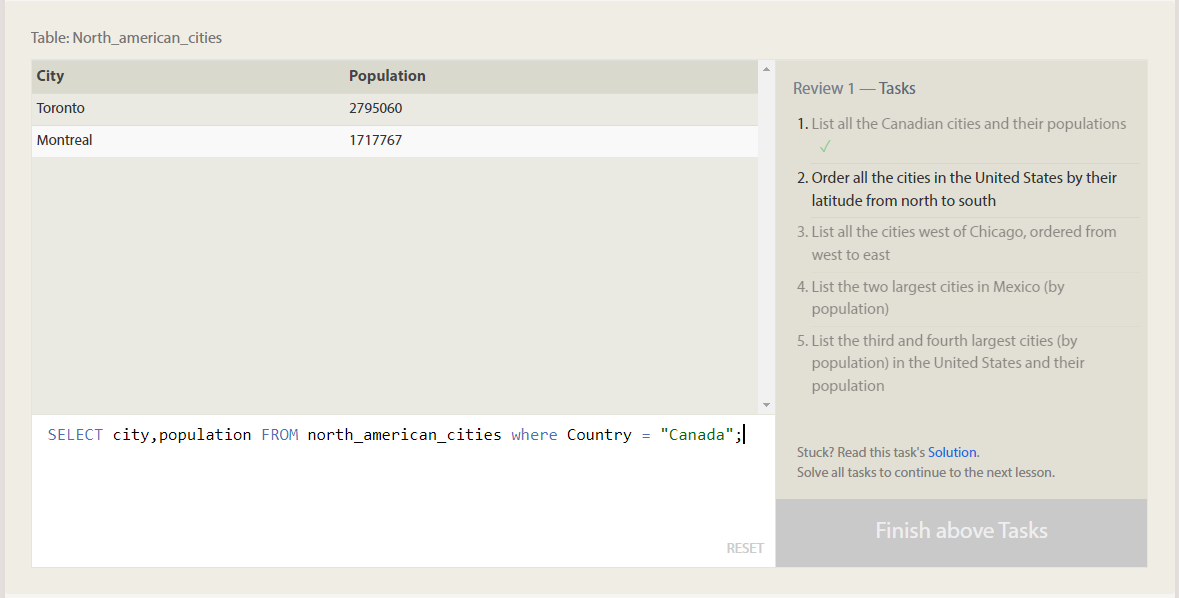 Table: North_american_cities
City Population
Toronto 2795060
Montreal 1717767
SELECT city,population FROM north_american_cities where Country = "Canada";
RESET
Review 1 — Tasks
1. List all the Canadian cities and their populations
✓
2. Order all the cities in the United States by their
latitude from north to south
3. List all the cities west of Chicago, ordered from
west to east
4. List the two largest cities in Mexico (by
population)
5. List the third and fourth largest cities (by
population) in the United States and their
population
Stuck? Read this task's Solution.
Solve all tasks to continue to the next lesson.
Finish above Tasks